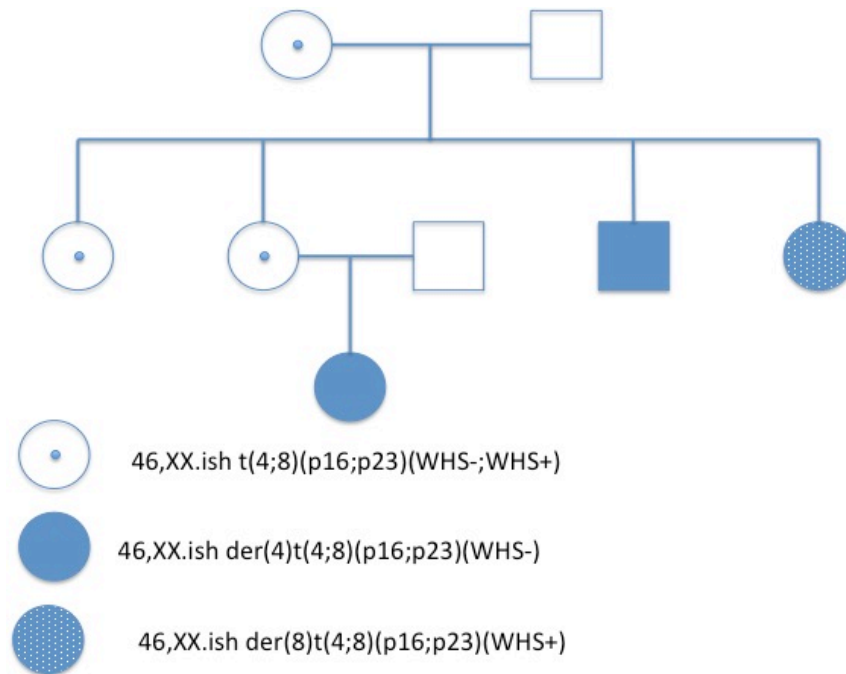 46,XX.ish t(4;8)(p16;p23)(WHS-;WHS+)
46,XX.ish der(4)t(4;8)(p16;p23)(WHS-)
46,XX.ish der(8)t(4;8)(p16;p23)(WHS+)